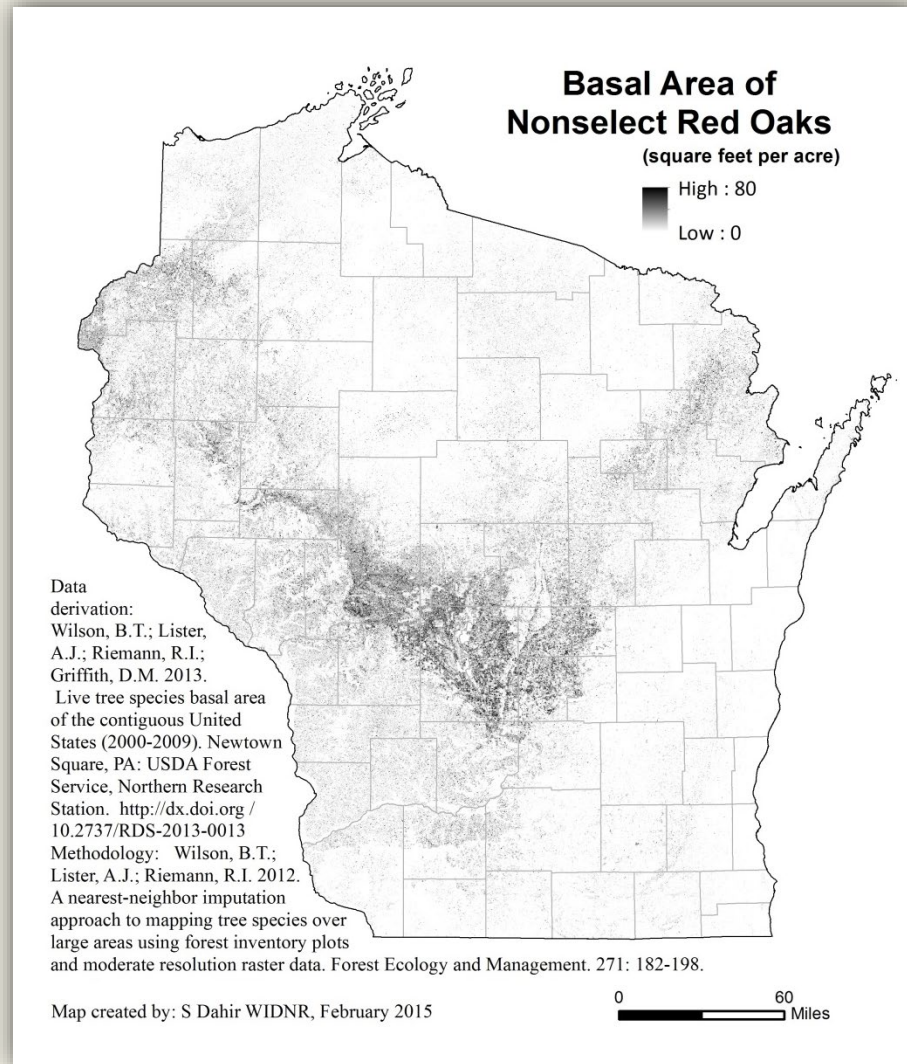 Basal Area of
Nonselect Red Oaks
(square feet per acre)
High : 80
Low : 0
Data
derivation:
Wilson, B.T.; Lister,
A.J.; Riemann, R.I.;
Griffith, D.M. 2013.
Live tree species basal area
of the contiguous United
States (2000-2009). Newtown
Square, PA: USDA Forest
Service, Northern Research
Station. http://dx.doi.org /
10.2737/RDS-2013-0013
Methodology: Wilson, B.T.;
Lister, A.J.; Riemann, R.I. 2012.
A nearest-neighbor imputation
approach to mapping tree species over
large areas using forest inventory plots
and moderate resolution raster data. Forest Ecology and Management. 271: 182-198.
Map created by: S Dahir WIDNR, February 2015
0 60
Miles